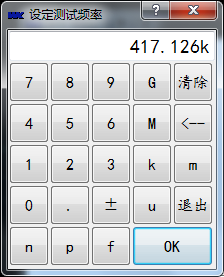 设定测试频率
417.126k
7 8 9 G 清除
4 5 6 M <--
1 2 3 k m
0 . ± u 退出
n p f OK